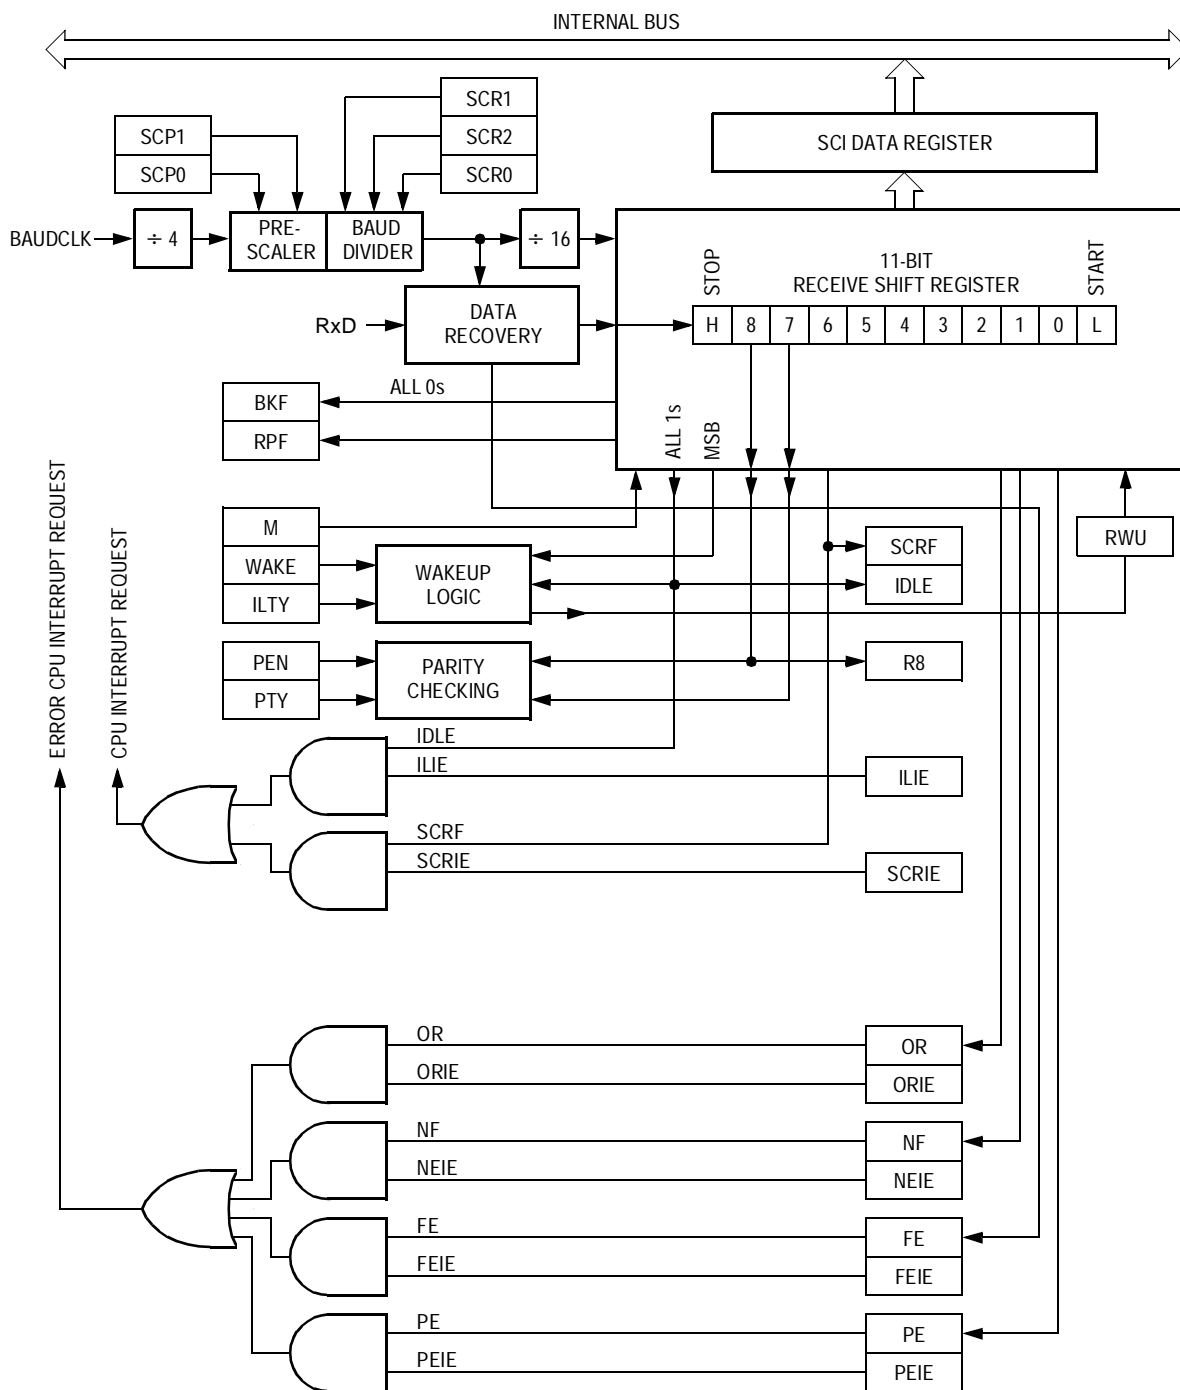 INTERNAL BUS
SCR1
SCP1
SCR2
SCI DATA REGISTER
SCP0
SCR0
BAUDCLK
÷ 4
PRE-
SCALER
BAUD
DIVIDER
÷ 16
STOP
11-BIT
RECEIVE SHIFT REGISTER
START
RxD
DATA
RECOVERY
H 8 7 6 5 4 3 2 1 0 L
ALL 0s
BKF
RPF
ALL 1s
MSB
ERROR CPU INTERRUPT REQUEST
CPU INTERRUPT REQUEST
M
WAKE
ILTY
WAKEUP
LOGIC
SCRF
IDLE
RWU
PEN
PTY
PARITY
CHECKING
R8
IDLE
ILIE
ILIE
SCRF
SCRIE
SCRIE
OR
OR
ORIE
ORIE
NF
NF
NEIE
NEIE
FE
FE
FEIE
FEIE
PE
PE
PEIE
PEIE